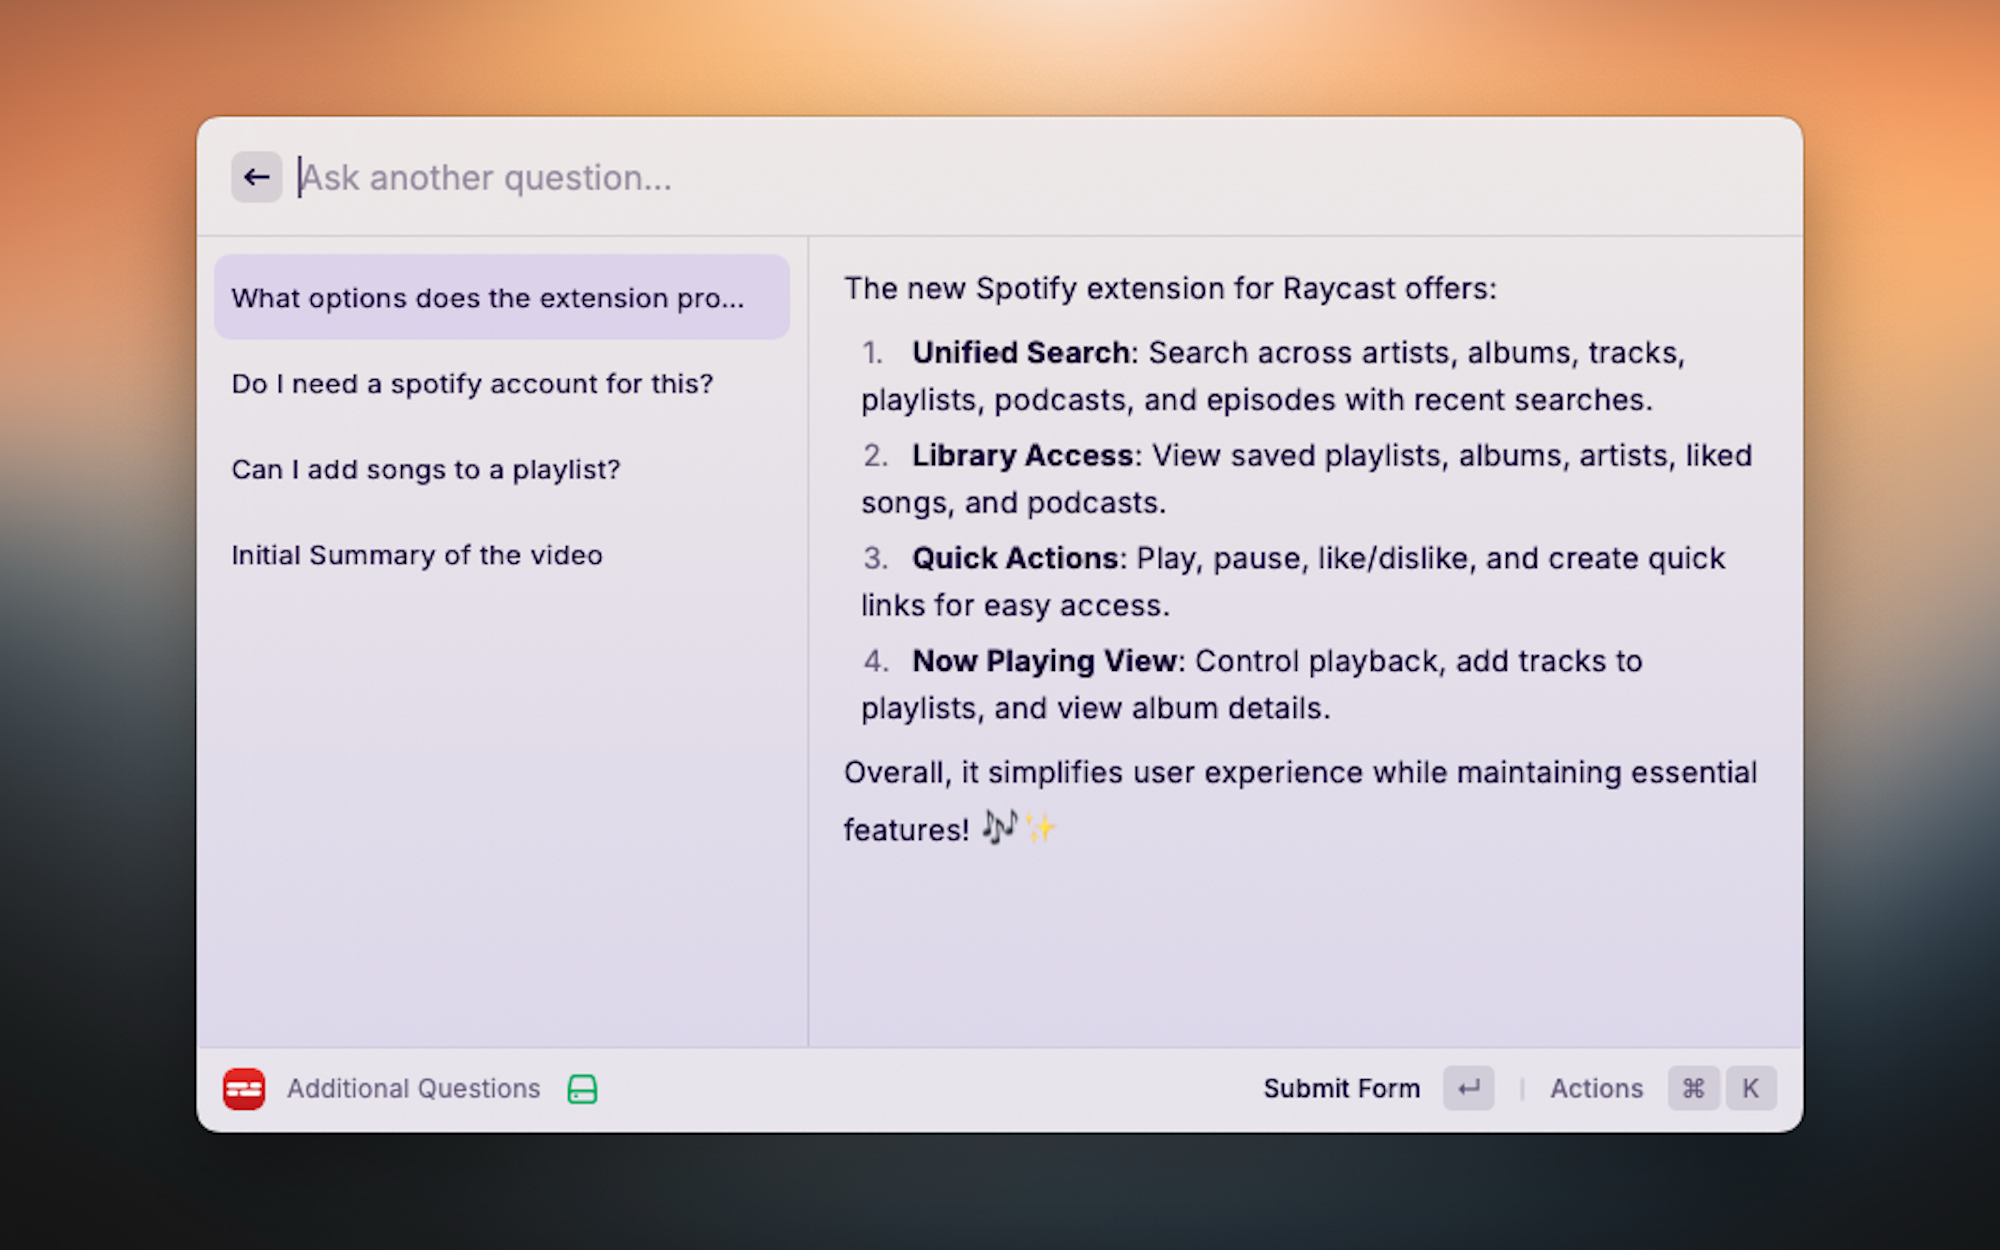 Ask another question...
What options does the extension pro...
Do I need a spotify account for this?
Can I add songs to a playlist?
Initial Summary of the video
The new Spotify extension for Raycast offers:
1. Unified Search: Search across artists, albums, tracks,
playlists, podcasts, and episodes with recent searches.
2. Library Access: View saved playlists, albums, artists, liked
songs, and podcasts.
3. Quick Actions: Play, pause, like/dislike, and create quick
links for easy access.
4. Now Playing View: Control playback, add tracks to
playlists, and view album details.
Overall, it simplifies user experience while maintaining essential
features! 🎶✨
Additional Questions
Submit Form ↵ | Actions ⌘ K